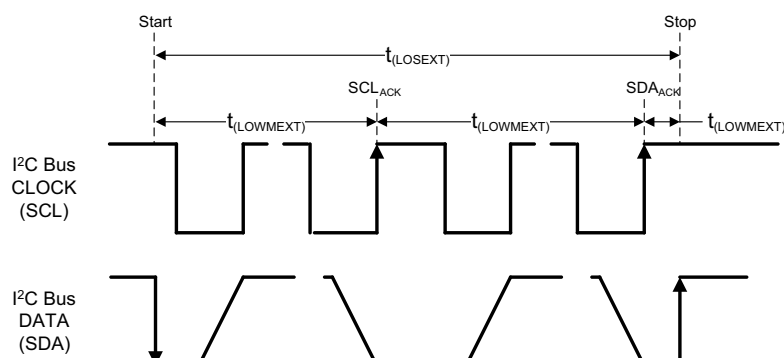 Start
Stop
t(LOSEXT)
SCLACK
SDAACK
t(LOWMEXT)
t(LOWMEXT)
t(LOWMEXT)
I²C Bus
CLOCK
(SCL)
I²C Bus
DATA
(SDA)